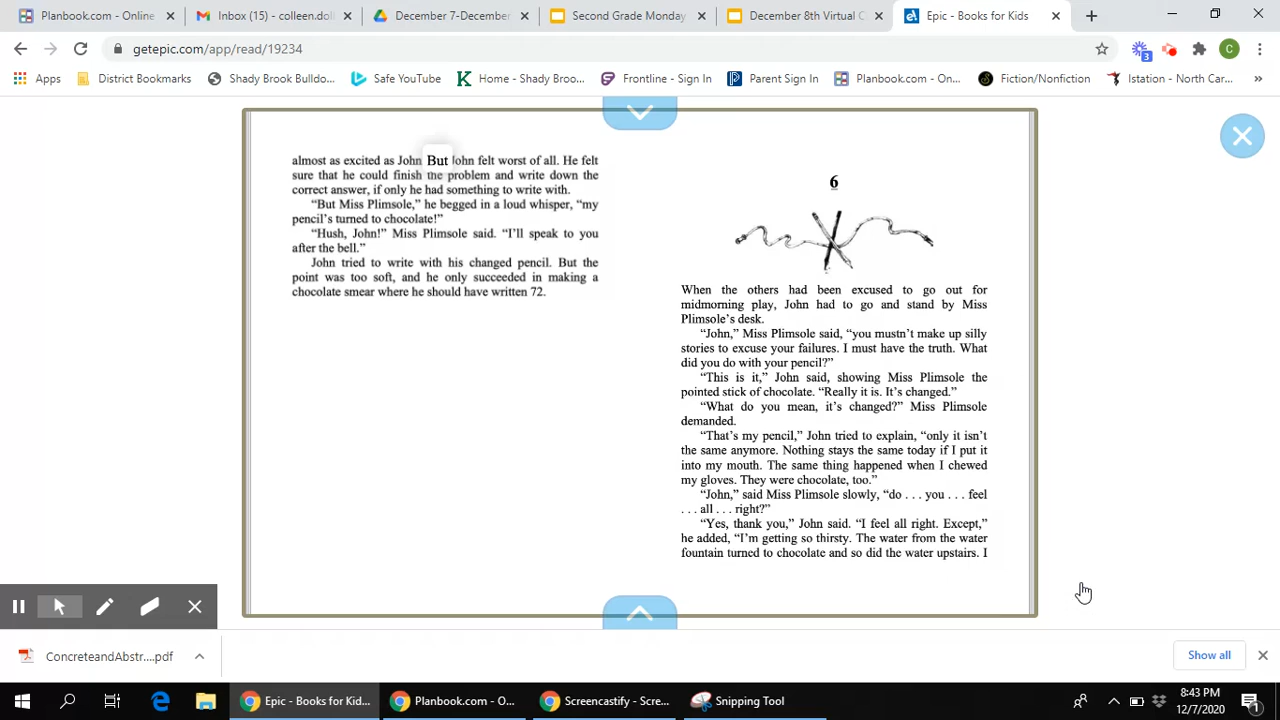 Planbook.com - Online
Inbox (15) - colleen.dol
December 7-December
Second Grade Monday
December 8th Virtual C
Epic - Books for Kids
getepic.com/app/read/19234
C
3
Apps
District Bookmarks
Shady Brook Bulldo...
Safe YouTube
Home - Shady Broo...
Frontline - Sign In
Parent Sign In
Planbook.com - On...
Fiction/Nonfiction
Istation - North Car...
almost as excited as John But John felt worst of all. He felt
sure that he could finish the problem and write down the
correct answer, if only he had something to write with.
“But Miss Plimsole,” he begged in a loud whisper, “my
pencil’s turned to chocolate!”
“Hush, John!” Miss Plimsole said. “I’ll speak to you
after the bell.”
John tried to write with his changed pencil. But the
point was too soft, and he only succeeded in making a
chocolate smear where he should have written 72.
6
When the others had been excused to go out for
midmorning play, John had to go and stand by Miss
Plimsole’s desk.
“John,” Miss Plimsole said, “you mustn’t make up silly
stories to excuse your failures. I must have the truth. What
did you do with your pencil?”
“This is it,” John said, showing Miss Plimsole the
pointed stick of chocolate. “Really it is. It’s changed.”
“What do you mean, it’s changed?” Miss Plimsole
demanded.
“That’s my pencil,” John tried to explain, “only it isn’t
the same anymore. Nothing stays the same today if I put it
into my mouth. The same thing happened when I chewed
my gloves. They were chocolate, too.”
“John,” said Miss Plimsole slowly, “do . . . you . . . feel
. . . all . . . right?”
“Yes, thank you,” John said. “I feel all right. Except,”
he added, “I’m getting so thirsty. The water from the water
fountain turned to chocolate and so did the water upstairs. I
ConcreteandAbstr....pdf
Show all
Epic - Books for Kid...
Planbook.com - O...
Screencastify - Scre...
Snipping Tool
8:43 PM
12/7/2020